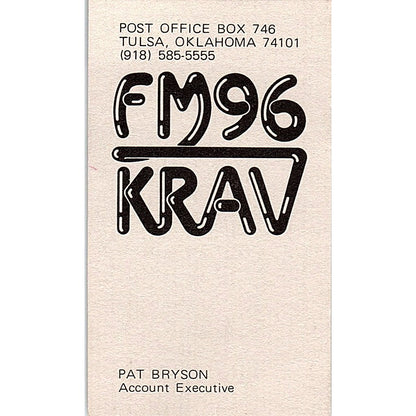 POST OFFICE BOX 746
TULSA, OKLAHOMA 74101
(918) 585-5555
FM96
KRAV
PAT BRYSON
Account Executive